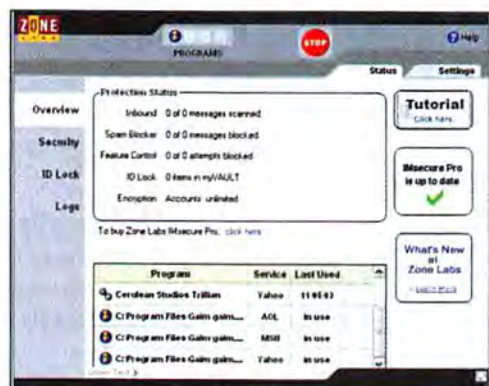 ZONE
LABS
PROGRAMS
STOP
Help
Status Settings
Overview
Security
ID Lock
Logs
Protection Status
Inbound 0 of 0 messages scanned
Spam Blocker 0 of 0 messages blocked
Feature Control 0 of 0 attempts blocked
ID Lock 0 items in myVAULT
Encryption Accounts unlimited
To buy Zone Labs IMsecure Pro, click here
Program Service Last Used
Cerulean Studios Trillian Yahoo
C:Program Files Gaim gaim.... AOL in use
C:Program Files Gaim gaim.... MSN in use
C:Program Files Gaim gaim.... Yahoo in use
Tutorial
Click here.
IMsecure Pro
is up to date
What's New
at
Zone Labs